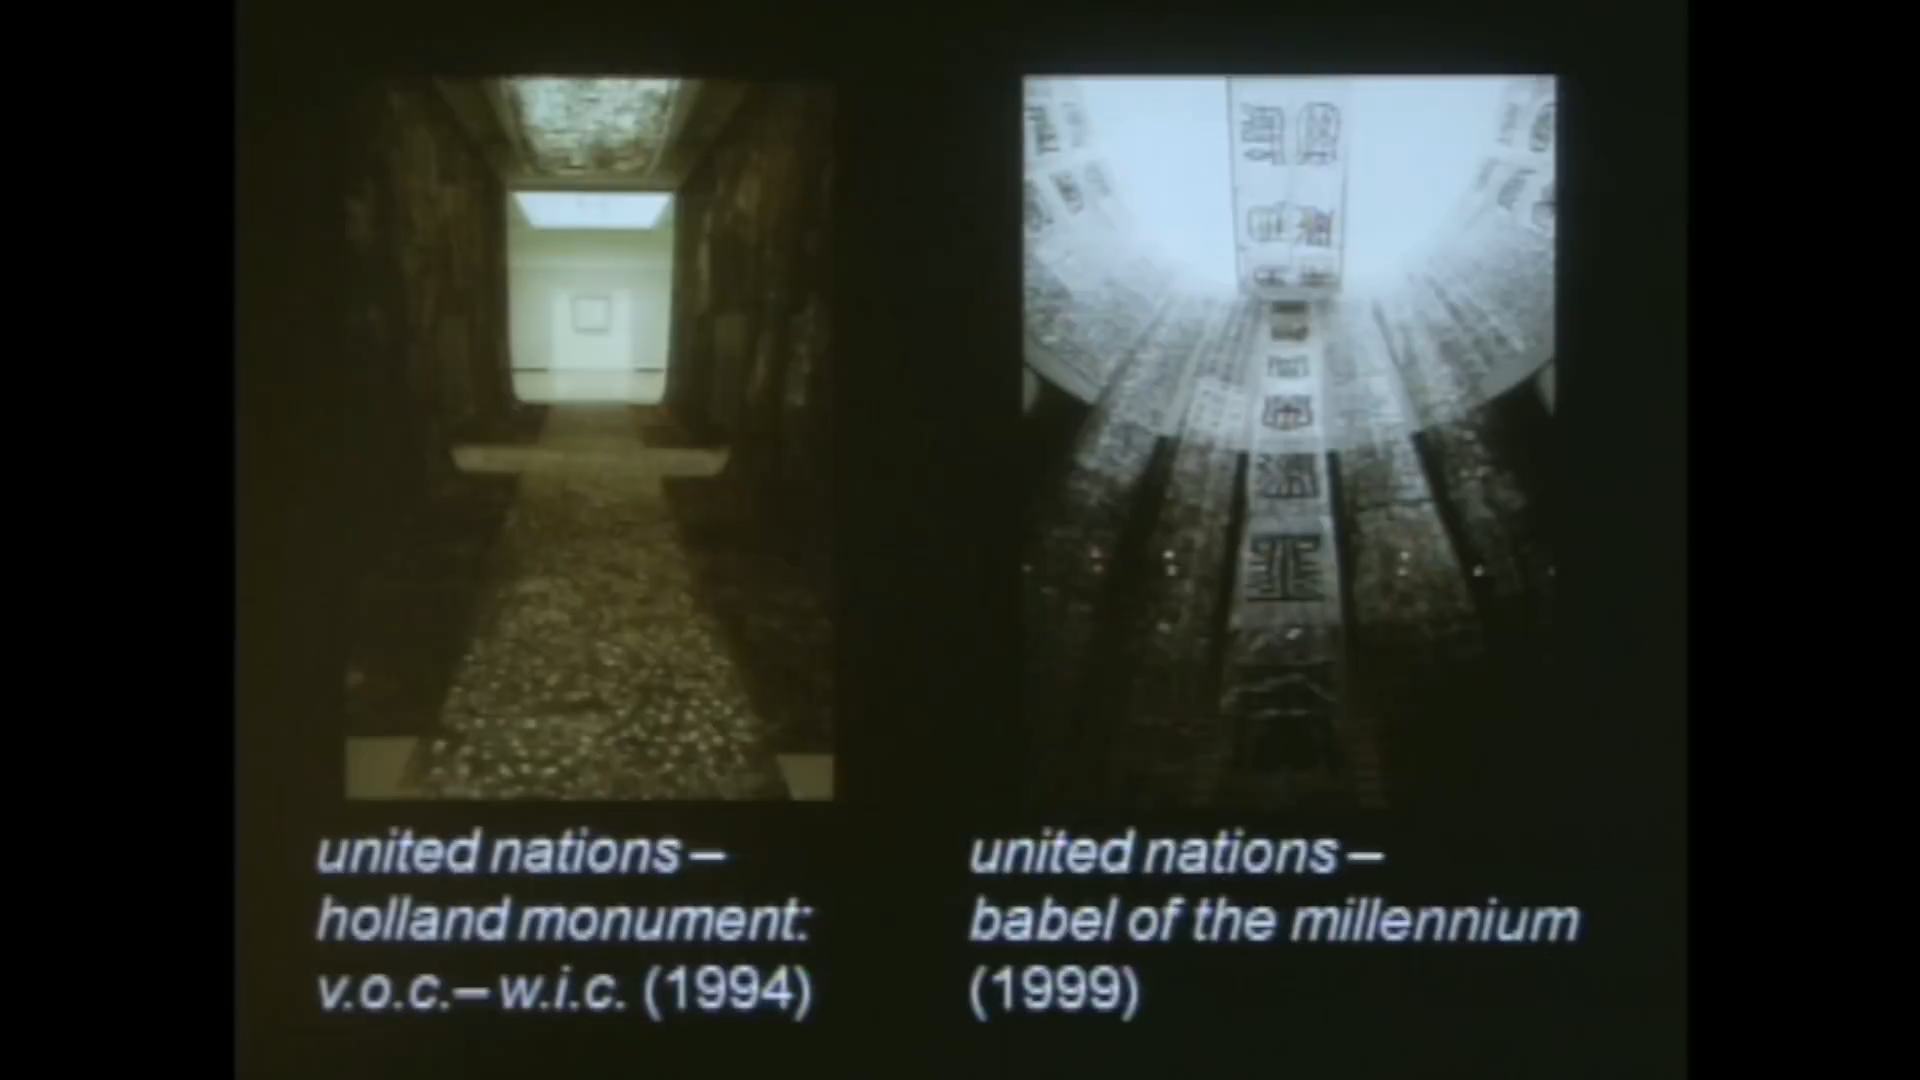 united nations –
holland monument:
v.o.c. – w.i.c. (1994)
united nations –
babel of the millennium
(1999)